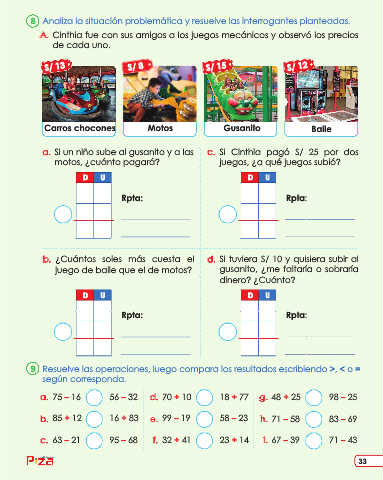 8 Analiza la situación problemática y resuelve las interrogantes planteadas.
A. Cinthia fue con sus amigos a los juegos mecánicos y observó los precios
de cada uno.
S/ 13 S/ 8 S/ 15 S/ 12
Carros chocones Motos Gusanito Baile
a. Si un niño sube al gusanito y a las
motos, ¿cuánto pagará?
D U
Rpta:
c. Si Cinthia pagó S/ 25 por dos
juegos, ¿a qué juegos subió?
D U
Rpta:
b. ¿Cuántos soles más cuesta el
juego de baile que el de motos?
D U
Rpta:
d. Si tuviera S/ 10 y quisiera subir al
gusanito, ¿me faltaría o sobraría
dinero? ¿Cuánto?
D U
Rpta:
9 Resuelve las operaciones, luego compara los resultados escribiendo >, < o =
según corresponda.
a. 75 – 16 56 – 32 d. 70 + 10 18 + 77 g. 48 + 25 98 – 25
b. 85 + 12 16 + 83 e. 99 – 19 58 – 23 h. 71 – 58 83 – 69
c. 63 – 21 95 – 68 f. 32 + 41 23 + 14 i. 67 – 39 71 – 43
33